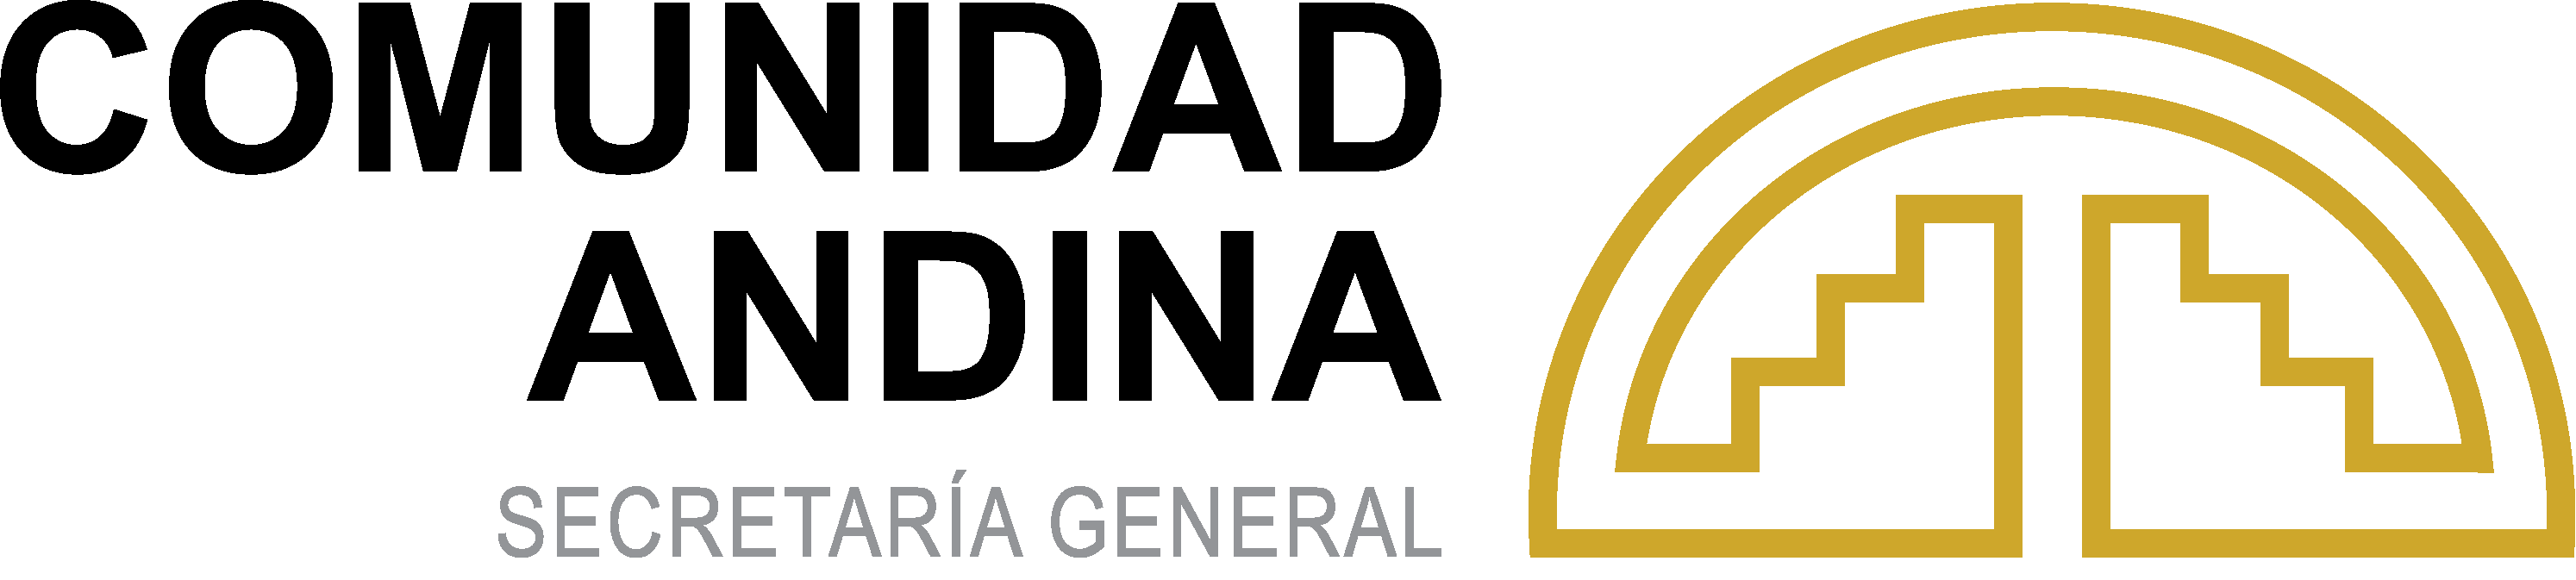 COMUNIDAD
ANDINA
SECRETARÍA GENERAL